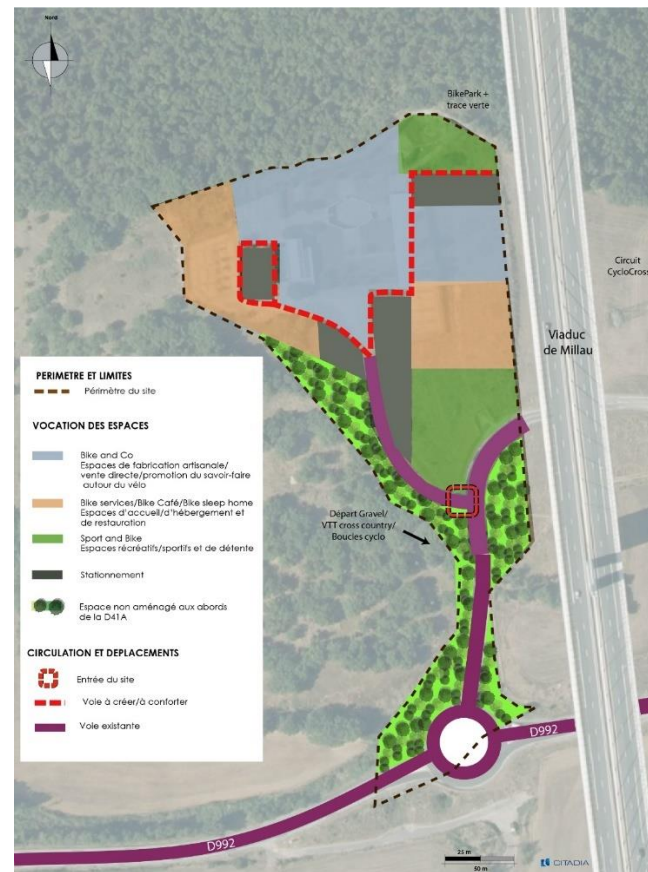 Nord
BikePark +
trace verte
Circuit
CycloCross
Viaduc
de Millau
PERIMETRE ET LIMITES
Périmètre du site
VOCATION DES ESPACES
Bike and Co
Espaces de fabrication artisanale/
vente directe/promotion du savoir-faire
autour du vélo
Bike services/Bike Café/Bike sleep home
Espaces d'accueil/d'hébergement et
de restauration
Sport and Bike
Espaces récréatifs/sportifs et de détente
Stationnement
Espace non aménagé aux abords
de la D41A
CIRCULATION ET DEPLACEMENTS
Entrée du site
Voie à créer/à conforter
Voie existante
Départ Gravel/
VTT cross country/
Boucles cyclo
D992
D992
25 m
50 m
CITADIA